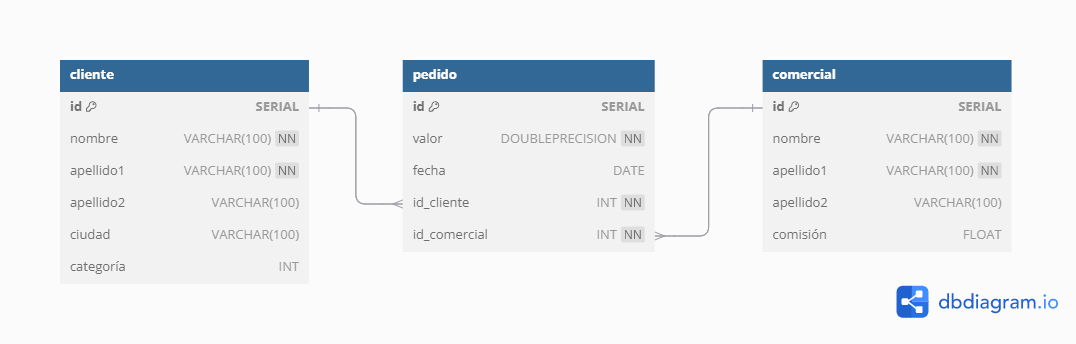 cliente
id SERIAL
nombre VARCHAR(100) NN
apellido1 VARCHAR(100) NN
apellido2 VARCHAR(100)
ciudad VARCHAR(100)
categoría INT
pedido
id SERIAL
valor DOUBLEPRECISION NN
fecha DATE
id_cliente INT NN
id_comercial INT NN
comercial
id SERIAL
nombre VARCHAR(100) NN
apellido1 VARCHAR(100) NN
apellido2 VARCHAR(100)
comisión FLOAT
dbdiagram.io